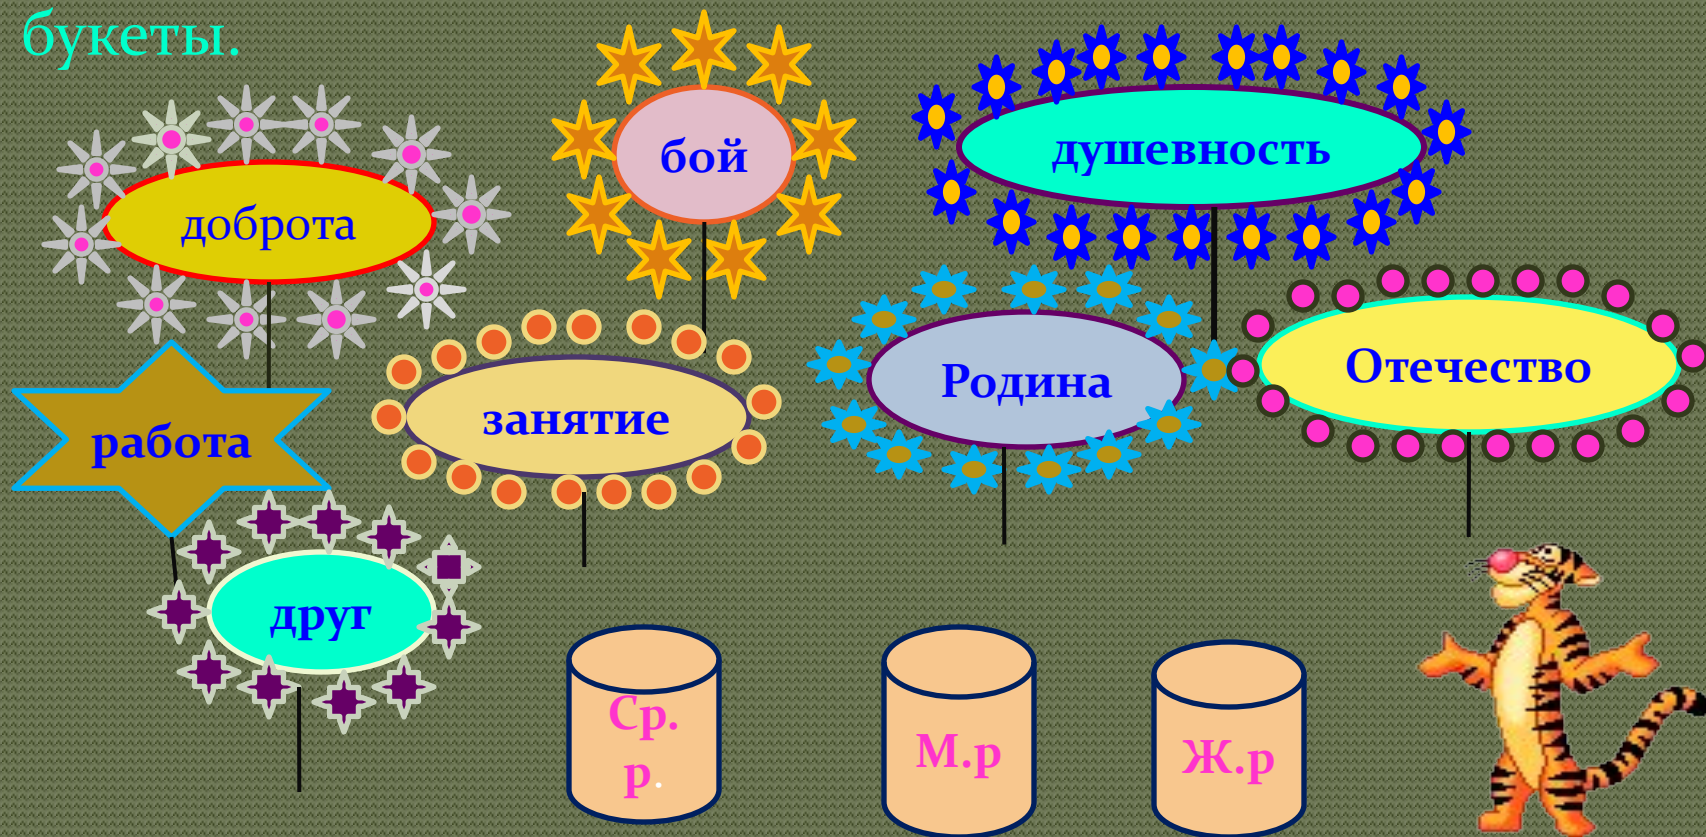 букеты.
доброта
бой
душевность
работа
занятие
Родина
Отечество
друг
Ср.
р.
М.р
Ж.р